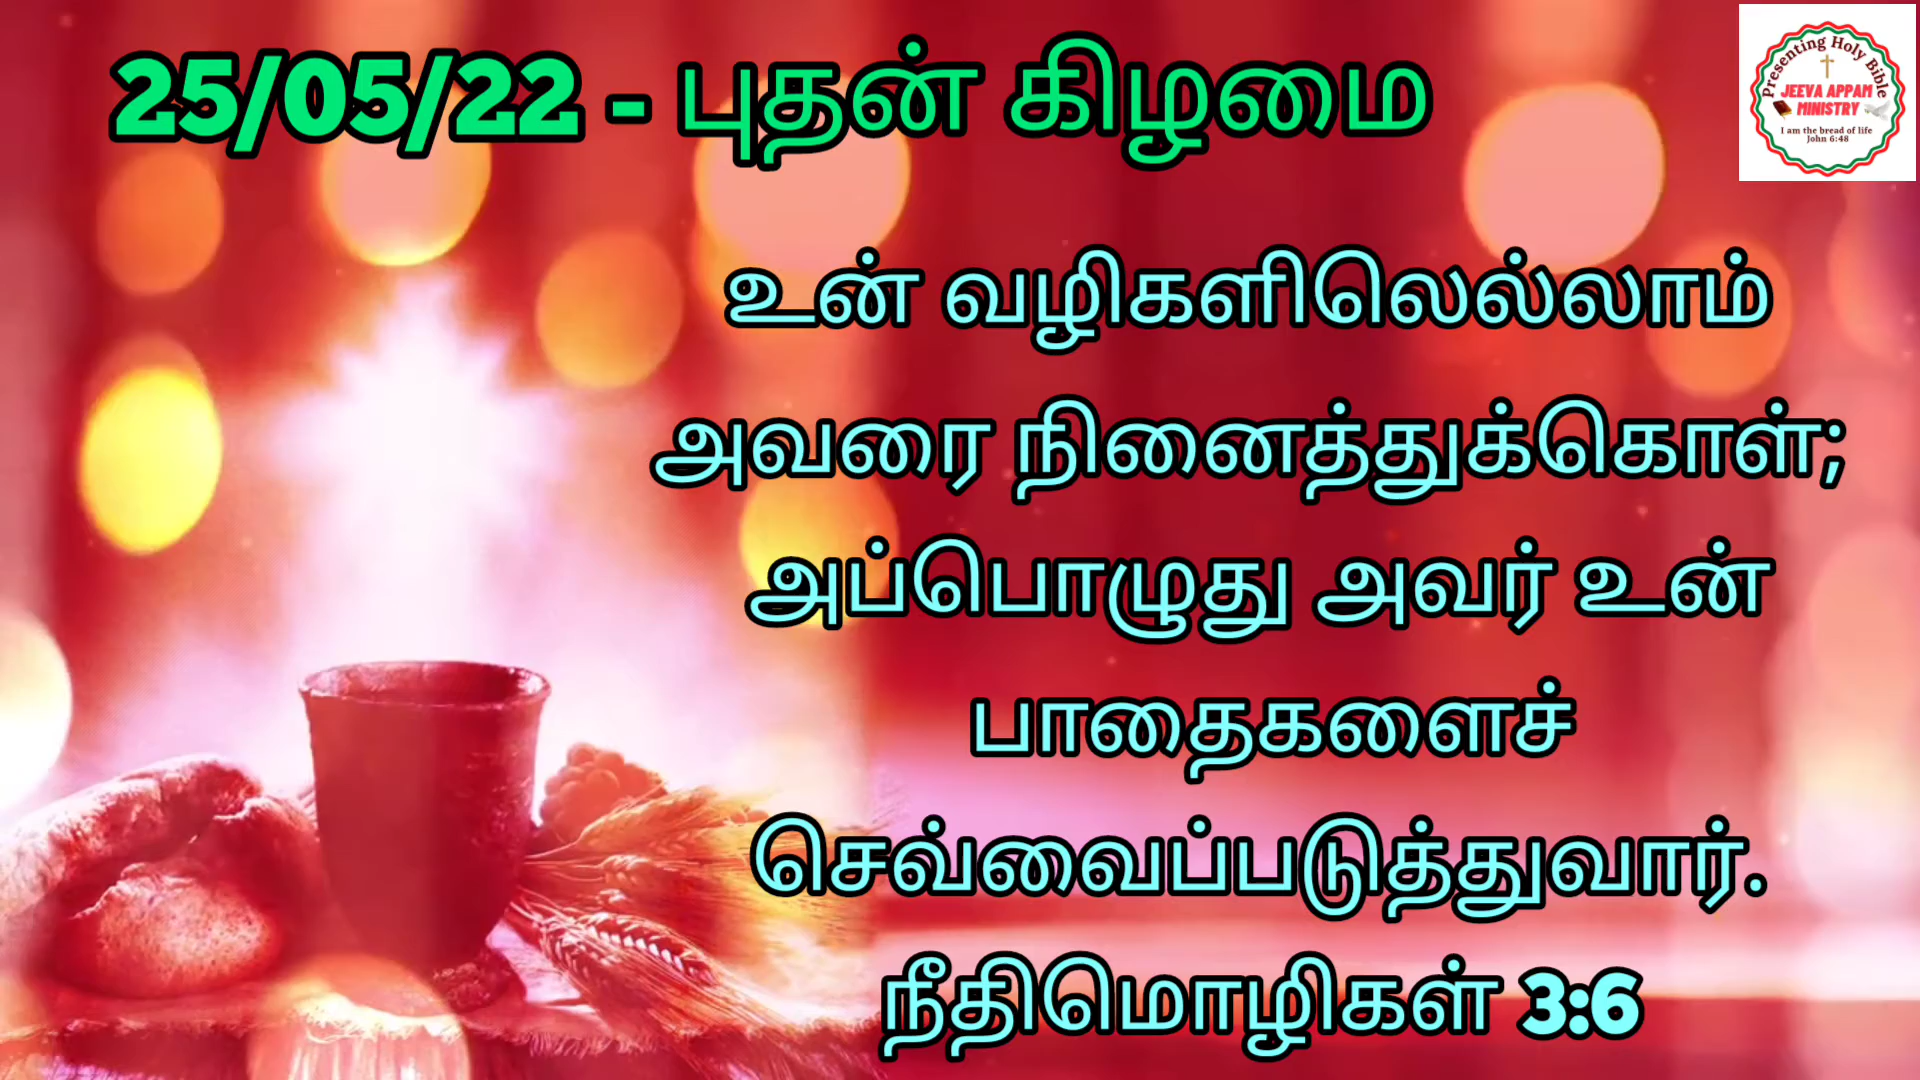 25/05/22 - புதன் கிழமை
Presenting Holy Bible
JEEVA APPAM
MINISTRY
I am the bread of life
John 6:48
உன் வழிகளிலெல்லாம்
அவரை நினைத்துக்கொள்;
அப்பொழுது அவர் உன்
பாதைகளைச்
செவ்வைப்படுத்துவார்.
நீதிமொழிகள் 3:6